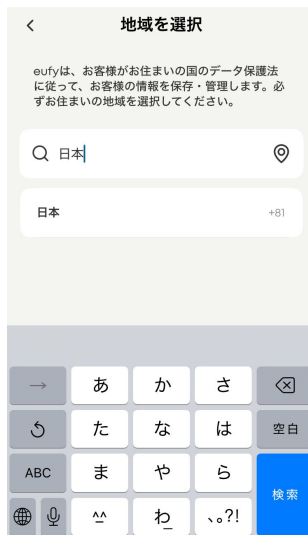 地域を選択
eufyは、お客様がお住まいの国のデータ保護法
に従って、お客様の情報を保存・管理します。必
ずお住まいの地域を選択してください。
日本
日本 +81
→ あ か さ
た な は 空白
ABC ま や ら 検索
^^ わ_ 、。?!